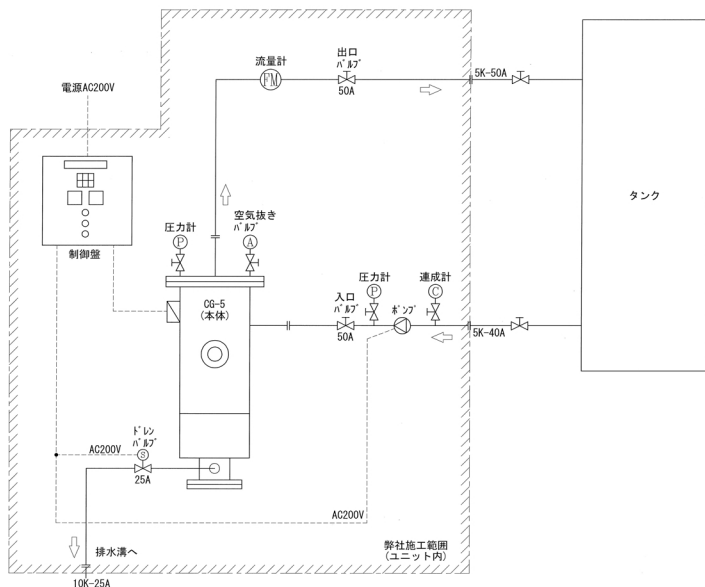 流量計
FM
出口
ﾊﾞﾙﾌﾞ
50A
5K-50A
電源AC200V
タンク
制御盤
圧力計
P
空気抜き
ﾊﾞﾙﾌﾞ
A
CG-5
(本体)
入口
ﾊﾞﾙﾌﾞ
50A
圧力計
P
ﾎﾟﾝﾌﾟ
連成計
C
5K-40A
ﾄﾞﾚﾝ
ﾊﾞﾙﾌﾞ
S
25A
AC200V
AC200V
排水溝へ
10K-25A
弊社施工範囲
(ユニット内)